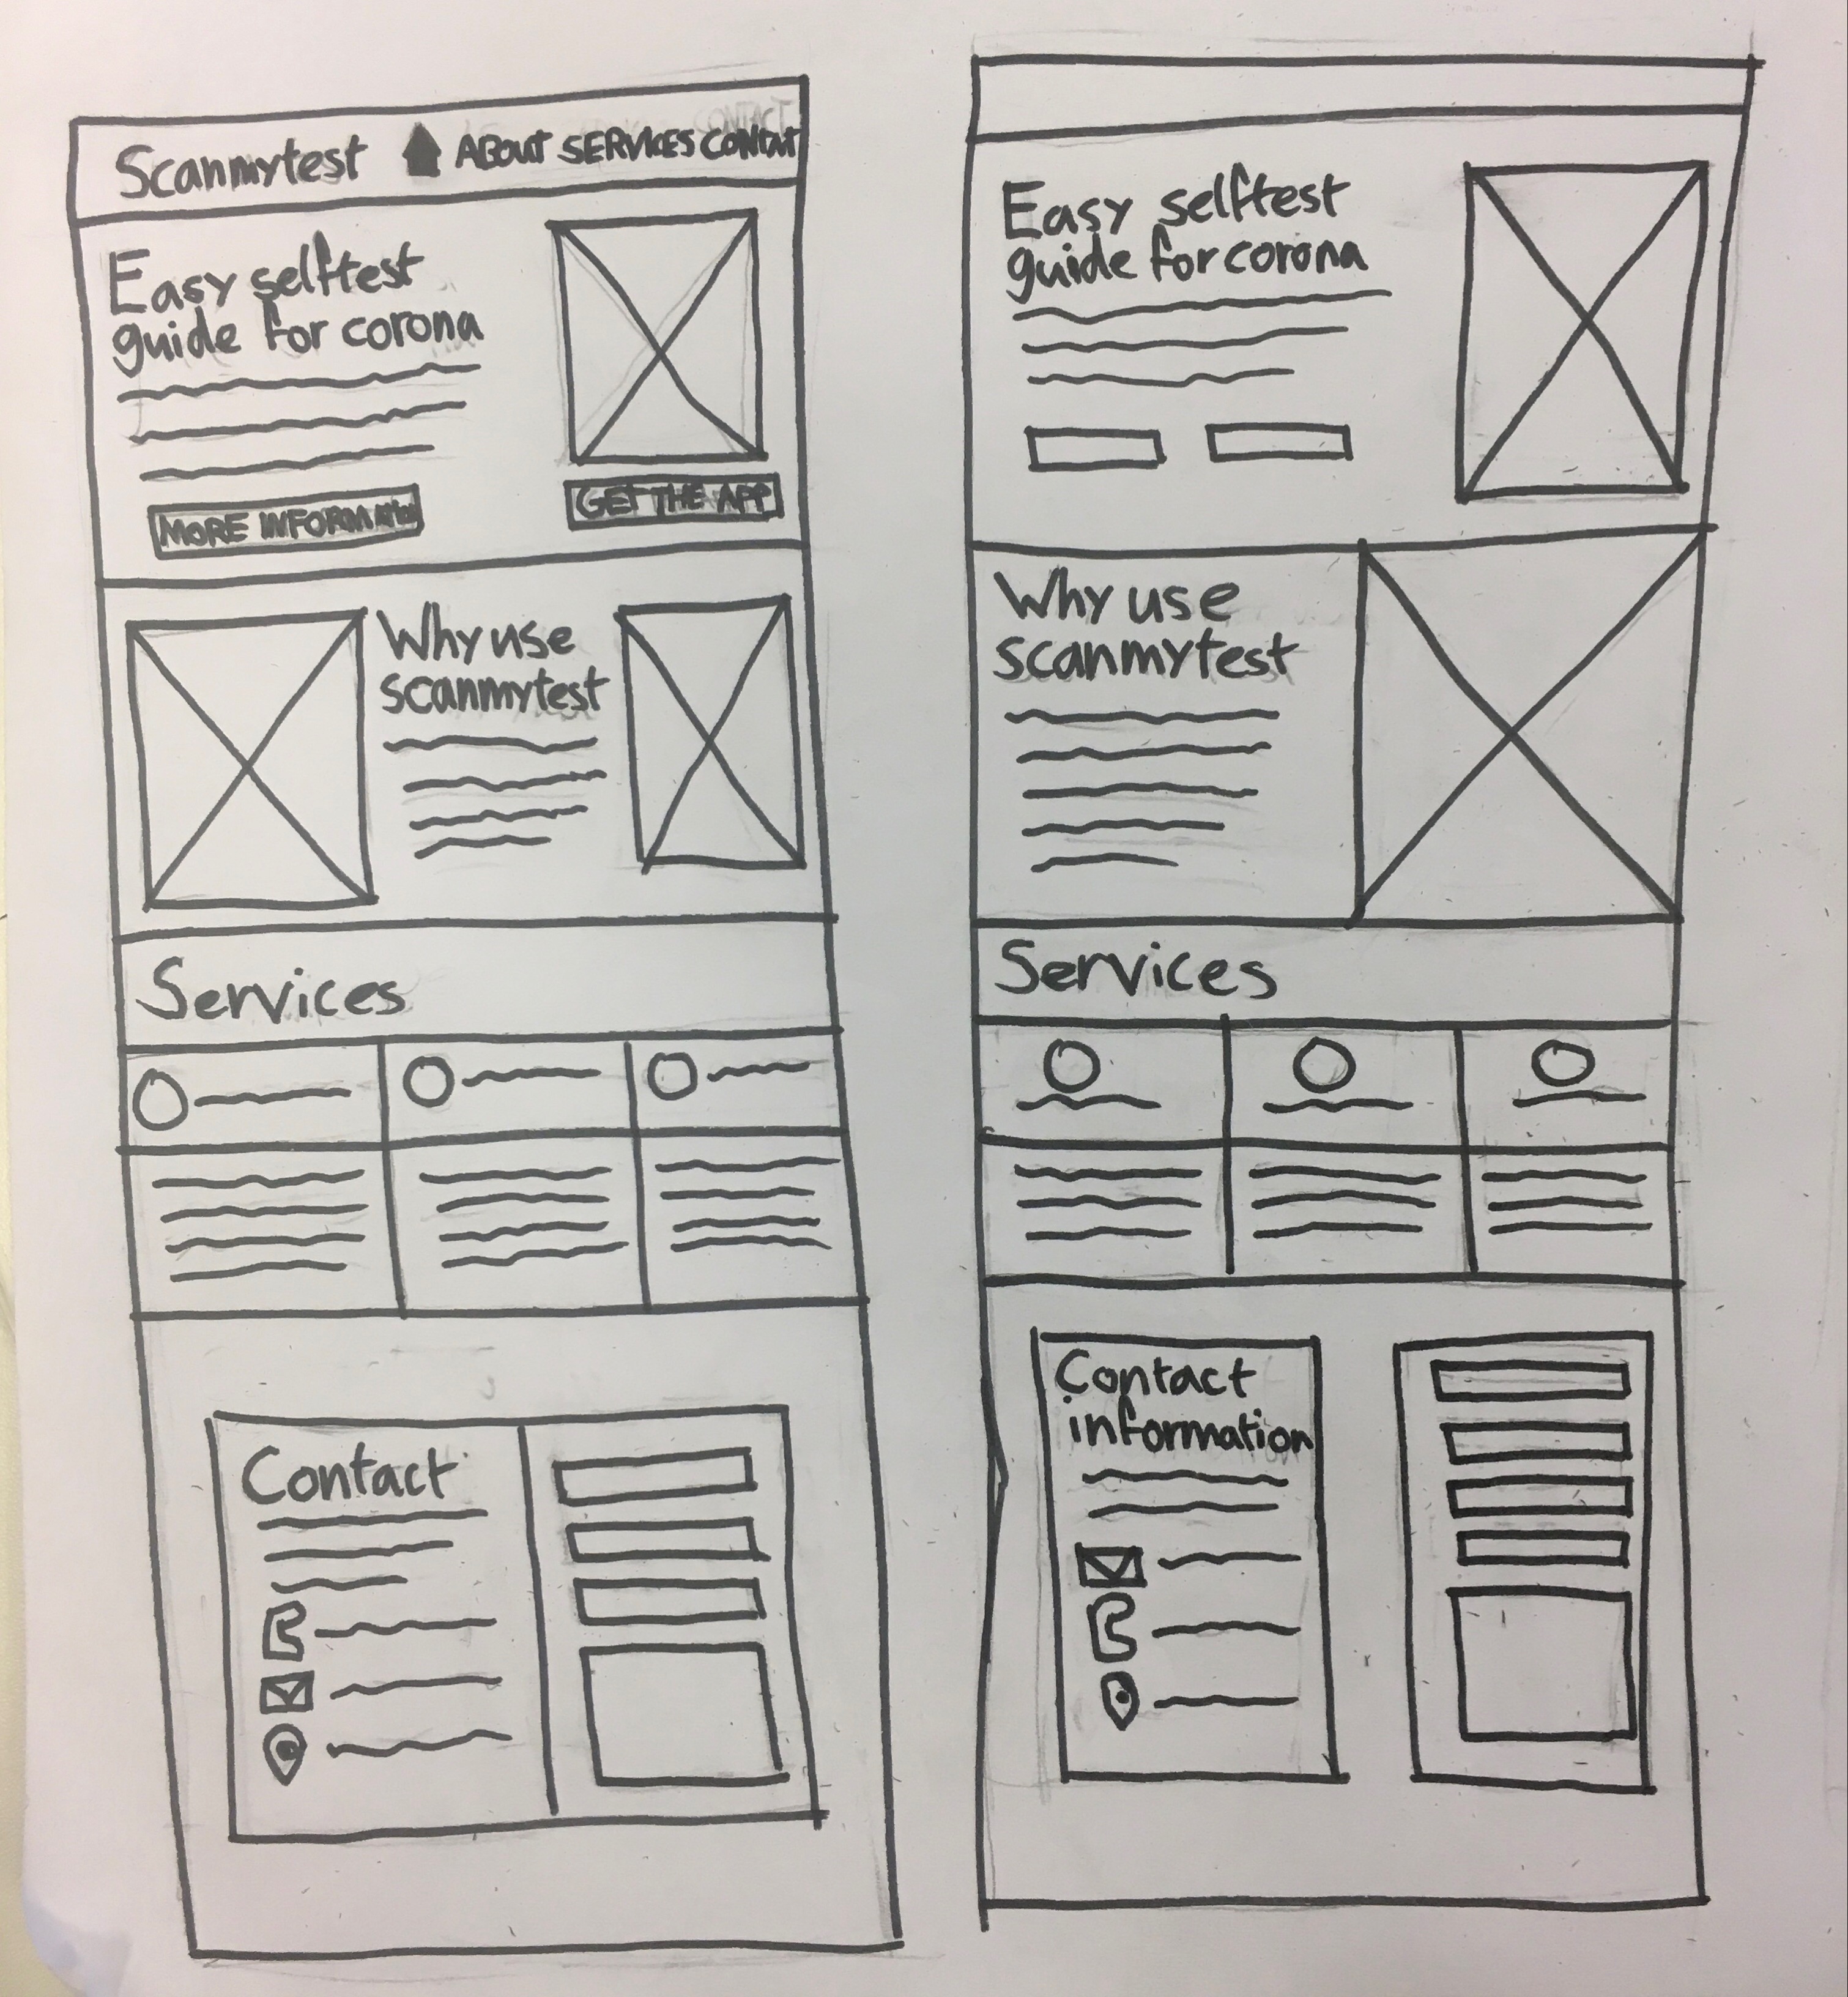 Scanmytest ABOUT SERVICES CONTACT
Easy selftest
guide for corona
MORE INFORMATION
GET THE APP
Why use
scanmytest
Services
Contact
Easy selftest
guide for corona
Why use
scanmytest
Services
Contact
information